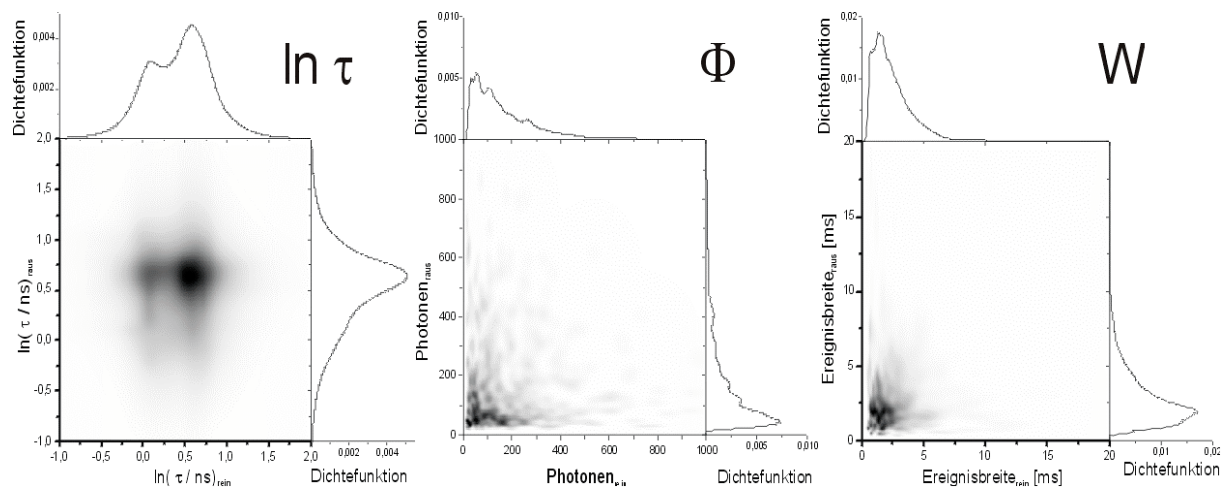 Dichtefunktion
0,004
0,002
ln τ
2,0
1,5
1,0
0,5
0,0
-0,5
-1,0
ln( τ / ns)raus
-1,0 -0,5 0,0 0,5 1,0 1,5 2,0
0,002 0,004
ln( τ / ns)rein
Dichtefunktion
Dichtefunktion
0,010
0,005
Φ
1000
800
600
400
200
0
Photonenraus
0 200 400 600 800 1000
0,005 0,010
Photonen
Dichtefunktion
Dichtefunktion
0,02
0,01
W
20
15
10
5
0
Ereignisbreiteraus [ms]
0 5 10 15 20
0,01 0,02
Ereignisbreiterein [ms]
Dichtefunktion